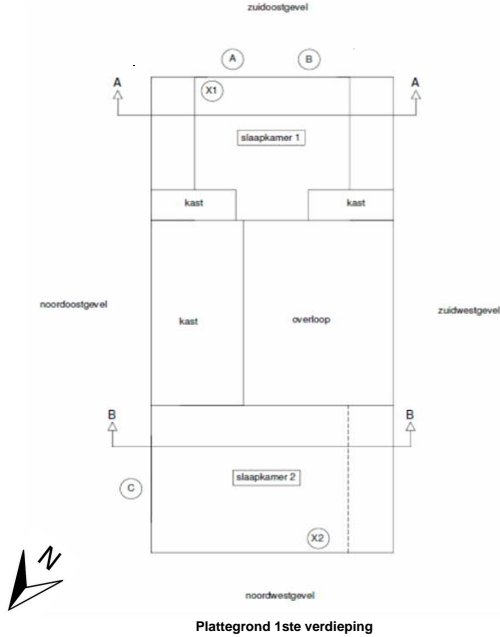 zuidoostgevel
A B
A A
X1
slaapkamer 1
kast kast
noordoostgevel
zuidwestgevel
kast overloop
B B
slaapkamer 2
C
X2
N
noordwestgevel
Plattegrond 1ste verdieping